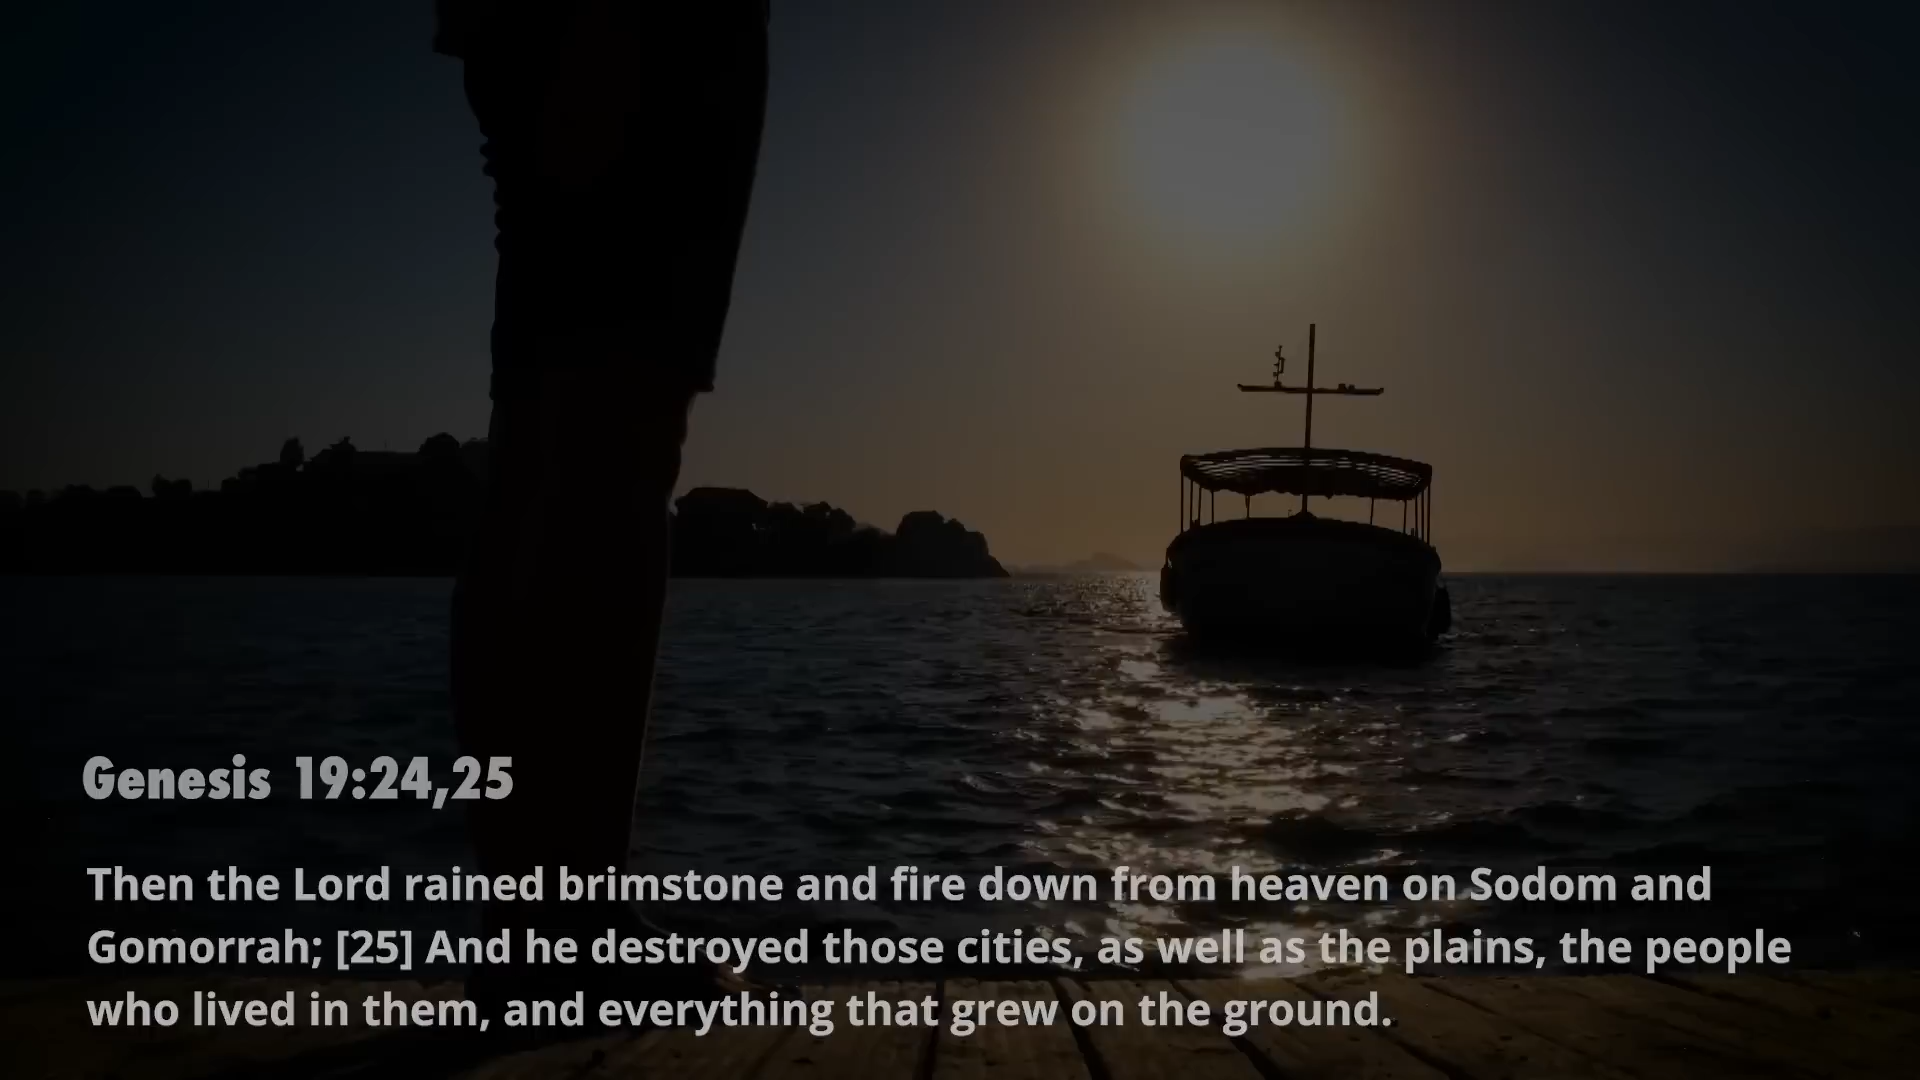 Genesis 19:24,25
Then the Lord rained brimstone and fire down from heaven on Sodom and
Gomorrah; [25] And he destroyed those cities, as well as the plains, the people
who lived in them, and everything that grew on the ground.